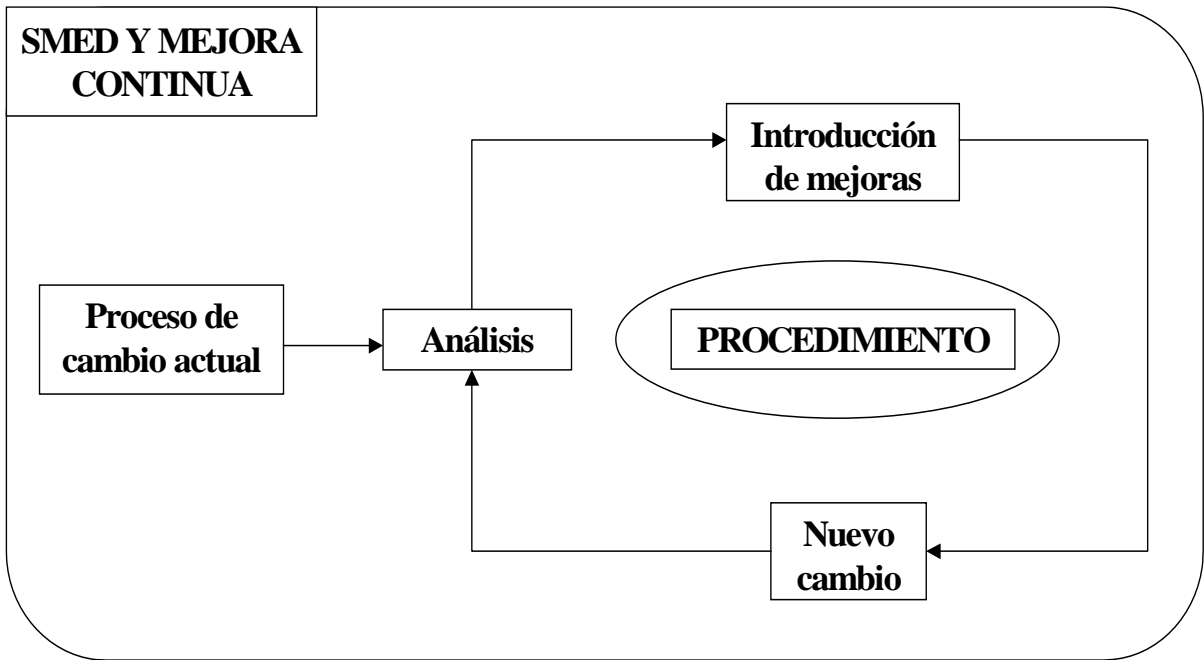 SMED Y MEJORA
CONTINUA
Introducción
de mejoras
Proceso de
cambio actual
Análisis
PROCEDIMIENTO
Nuevo
cambio